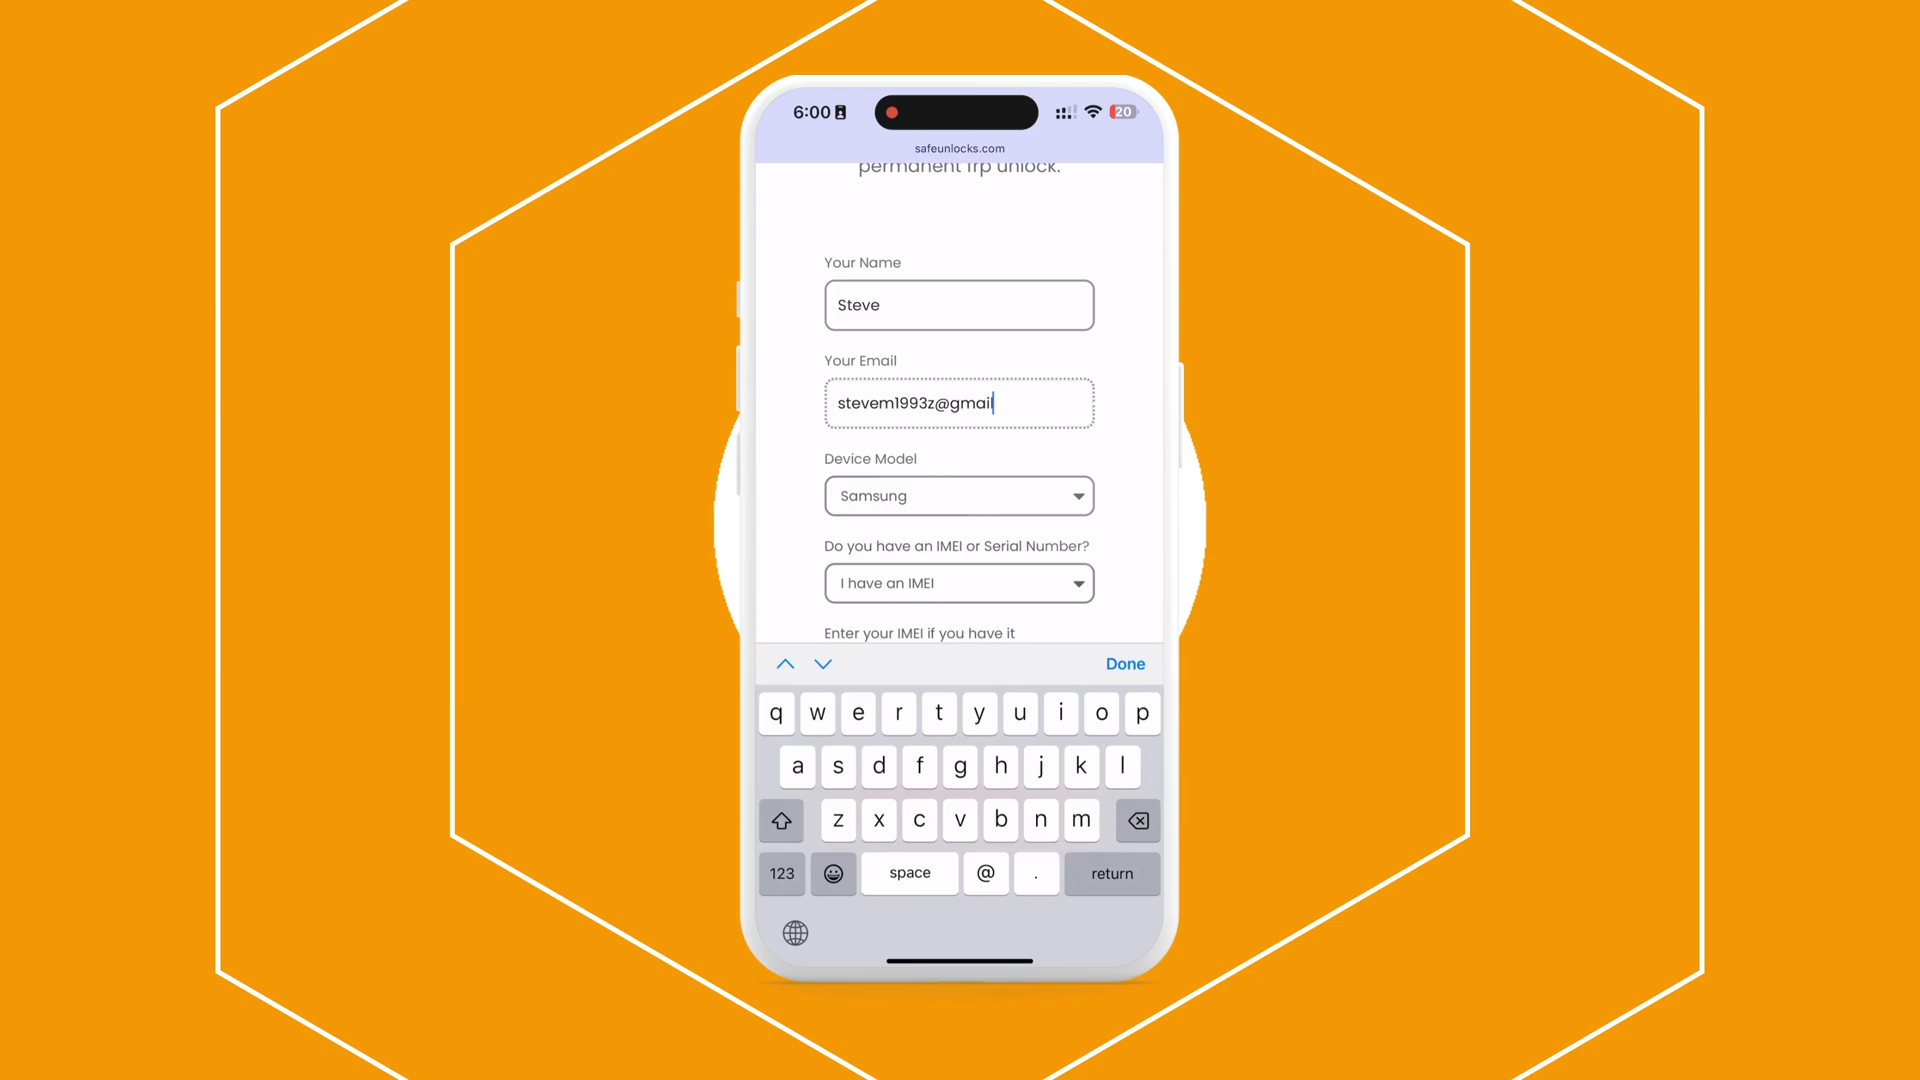 6:00
20
safeunlocks.com
permanent frp unlock.
Your Name
Steve
Your Email
stevem1993z@gmail
Device Model
Samsung
Do you have an IMEI or Serial Number?
I have an IMEI
Enter your IMEI if you have it
Done
q w e r t y u i o p
a s d f g h j k l
z x c v b n m
123 space @ . return